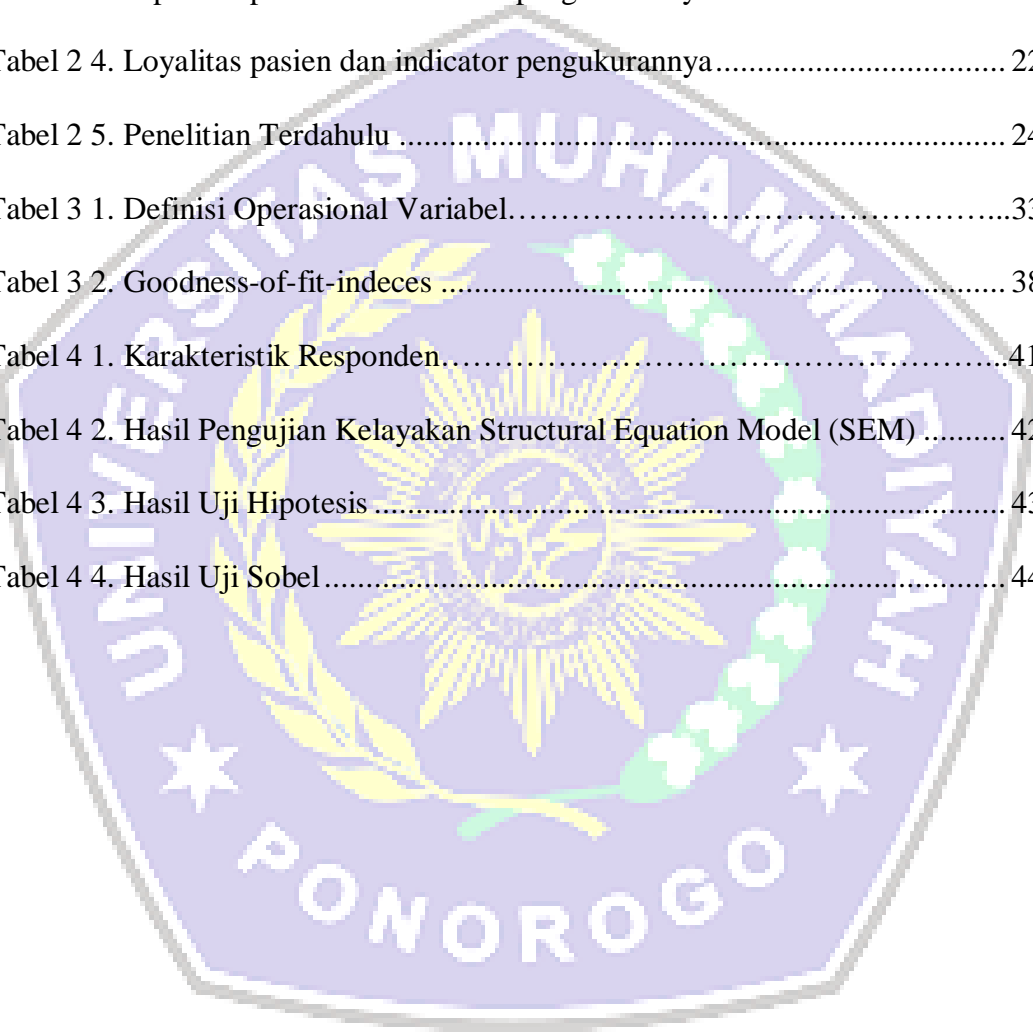 Tabel 2 4. Loyalitas pasien dan indicator pengukurannya.................................. 22
Tabel 2 5. Penelitian Terdahulu ........................................................................ 24
Tabel 3 1. Definisi Operasional Variabel……………………………………...33
Tabel 3 2. Goodness-of-fit-indeces ................................................................... 38
Tabel 4 1. Karakteristik Responden……………………………………………...41
Tabel 4 2. Hasil Pengujian Kelayakan Structural Equation Model (SEM) .......... 42
Tabel 4 3. Hasil Uji Hipotesis ........................................................................... 43
Tabel 4 4. Hasil Uji Sobel ................................................................................. 44
UNIVERSITAS MUHAMMADIYAH
PONOROGO